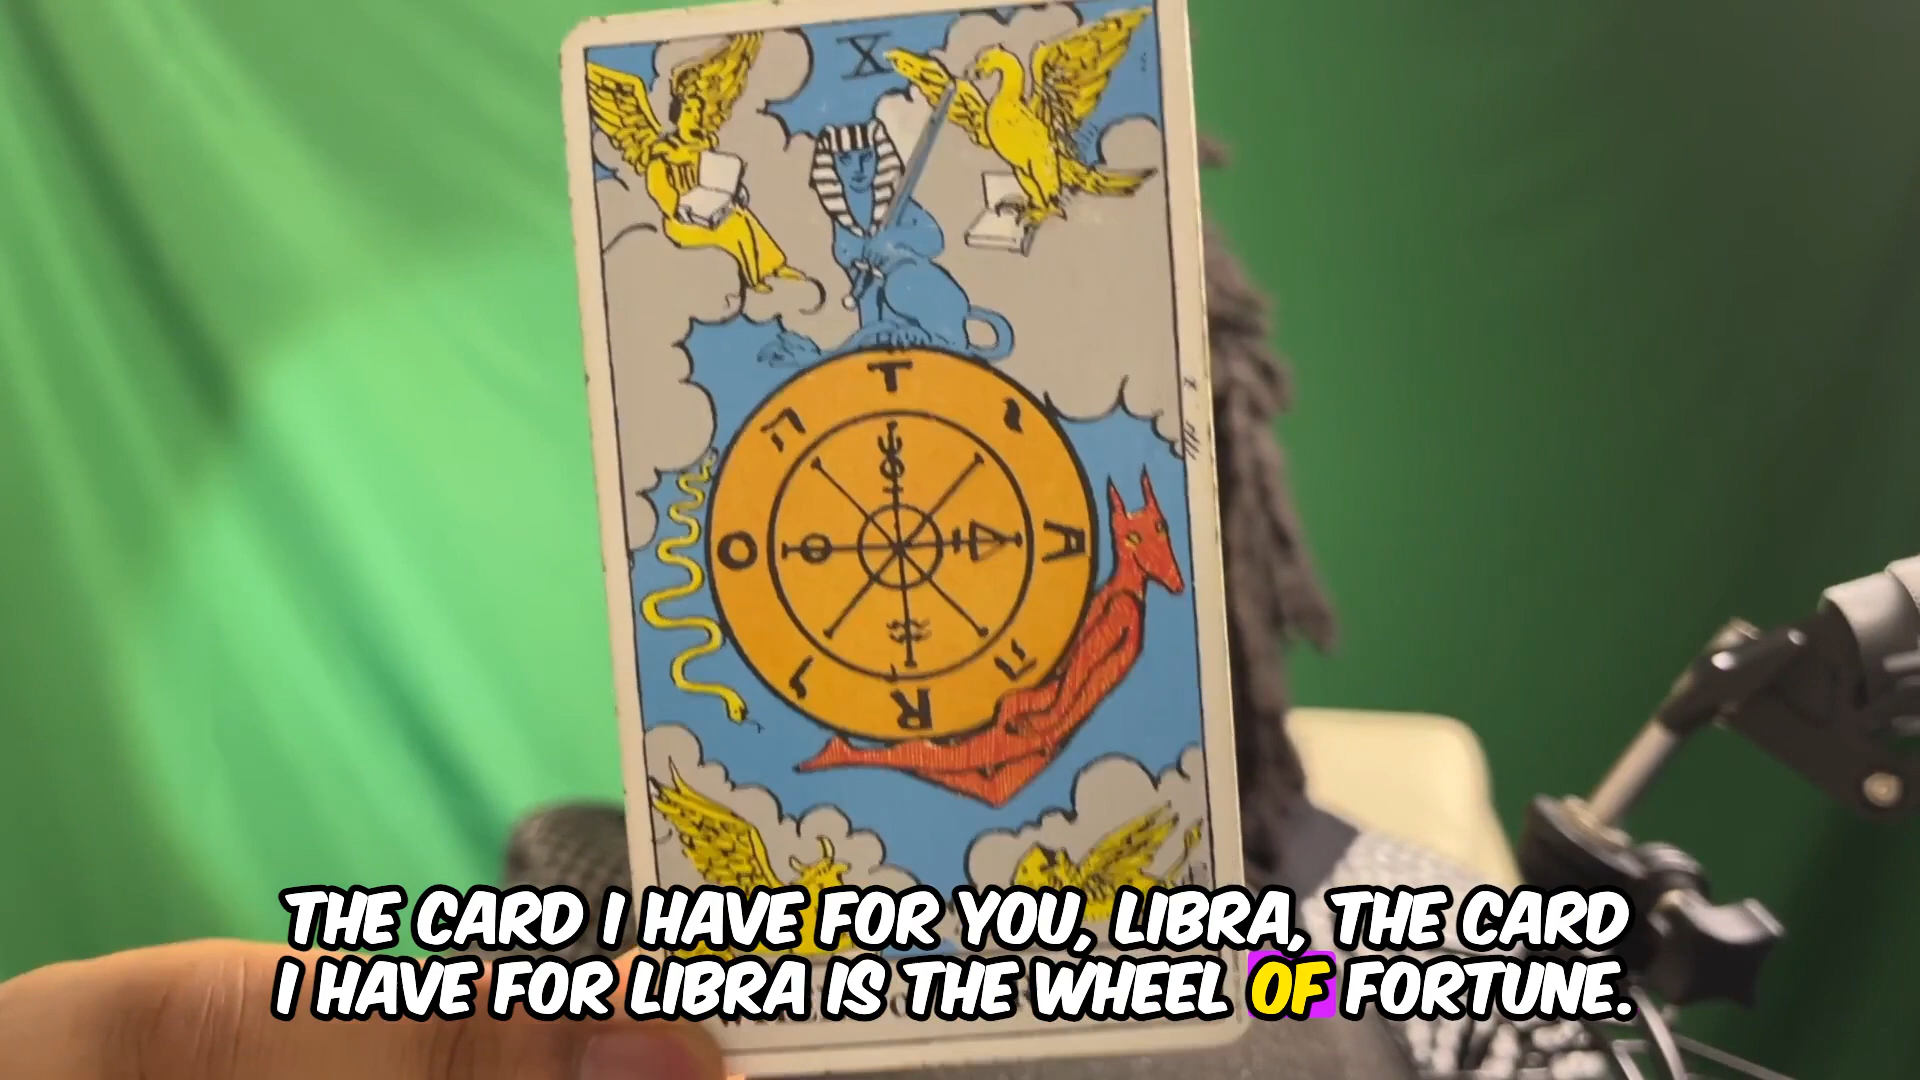 X
T
ה י
O A
ו ה
R
THE CARD I HAVE FOR YOU, LIBRA, THE CARD
I HAVE FOR LIBRA IS THE WHEEL OF FORTUNE.